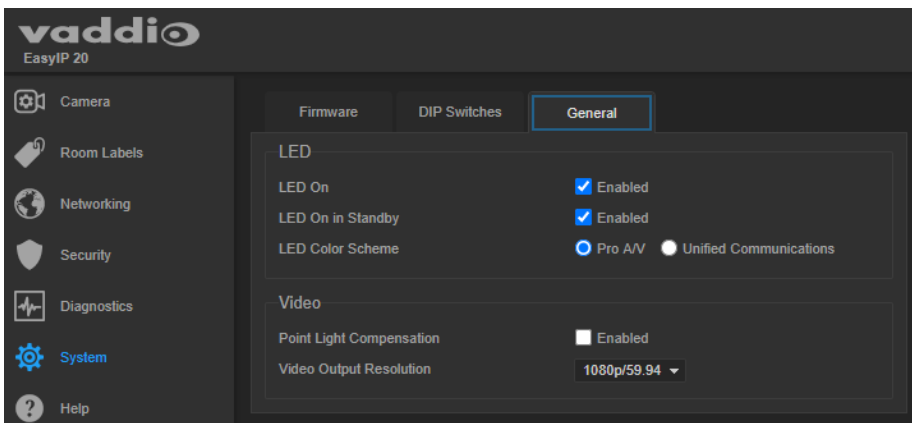 vaddio
EasyIP 20
Camera
Room Labels
Networking
Security
Diagnostics
System
Help
Firmware DIP Switches General
LED
LED On Enabled
LED On in Standby Enabled
LED Color Scheme Pro A/V Unified Communications
Video
Point Light Compensation Enabled
Video Output Resolution 1080p/59.94